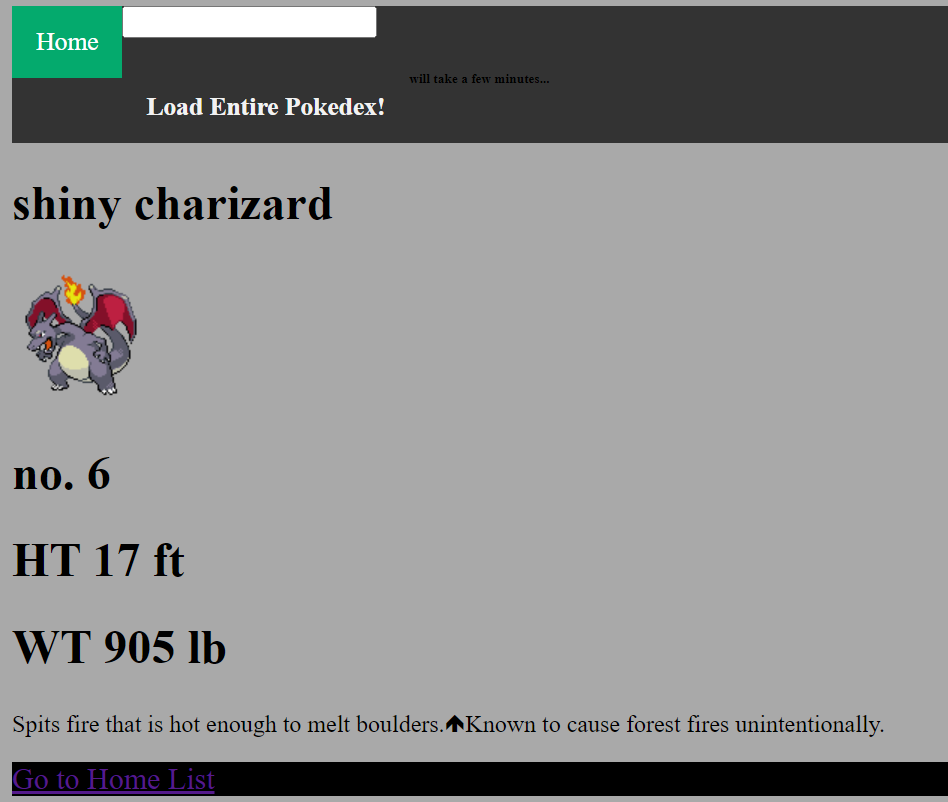 Home
will take a few minutes...
Load Entire Pokedex!
shiny charizard
no. 6
HT 17 ft
WT 905 lb
Spits fire that is hot enough to melt boulders.🡅Known to cause forest fires unintentionally.
Go to Home List